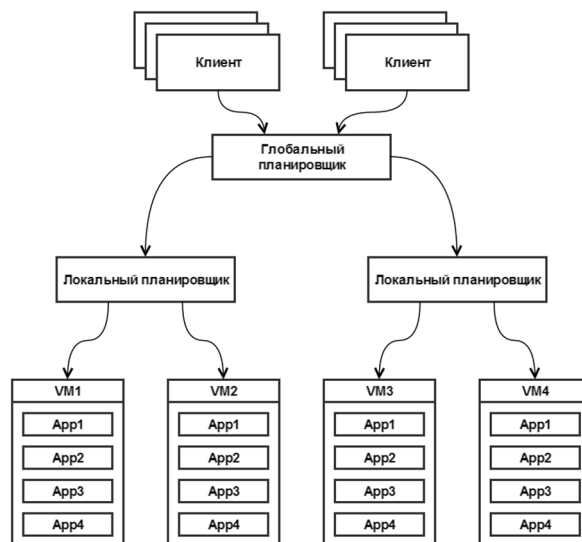 Клиент
Клиент
Глобальный
планировщик
Локальный планировщик
Локальный планировщик
VM1
VM2
VM3
VM4
App1
App1
App1
App1
App2
App2
App2
App2
App3
App3
App3
App3
App4
App4
App4
App4